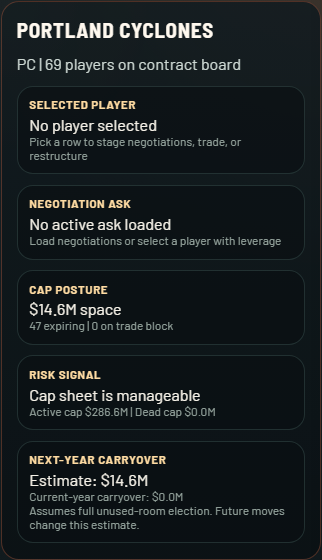 PORTLAND CYCLONES
PC | 69 players on contract board
SELECTED PLAYER
No player selected
Pick a row to stage negotiations, trade, or
restructure
NEGOTIATION ASK
No active ask loaded
Load negotiations or select a player with leverage
CAP POSTURE
$14.6M space
47 expiring | 0 on trade block
RISK SIGNAL
Cap sheet is manageable
Active cap $286.6M | Dead cap $0.0M
NEXT-YEAR CARRYOVER
Estimate: $14.6M
Current-year carryover: $0.0M
Assumes full unused-room election. Future moves
change this estimate.